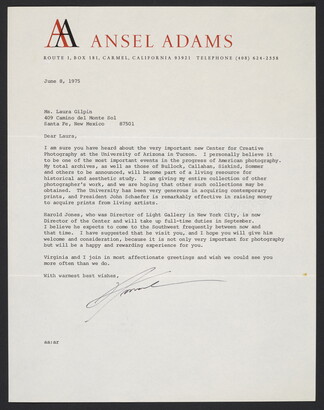 AA ANSEL ADAMS
ROUTE 1, BOX 181, CARMEL, CALIFORNIA 93923 TELEPHONE (408) 624-2558
June 8, 1975
Ms. Laura Gilpin
409 Camino del Monte Sol
Santa Fe, New Mexico 87501
Dear Laura,
I am sure you have heard about the very important new Center for Creative
Photography at the University of Arizona in Tucson. I personally believe it
to be one of the most important events in the progress of American photography.
My total archives, as well as those of Bullock, Callahan, Siskind, Sommer
and others to be announced, will become part of a living resource for
historical and aesthetic study. I am giving my entire collection of other
photographer's work, and we are hoping that other such collections may be
obtained. The University has been very generous in acquiring contemporary
prints, and President John Schaefer is remarkably effective in raising money
to acquire prints from living artists.
Harold Jones, who was Director of Light Gallery in New York City, is now
Director of the Center and will take up full-time duties in September.
I believe he expects to come to the Southwest frequently between now and
that time. I have suggested that he visit you, and I hope you will give him
welcome and consideration, because it is not only very important for photography
but will be a happy and rewarding experience for you.
Virginia and I join in most affectionate greetings and wish we could see you
more often than we do.
With warmest best wishes,